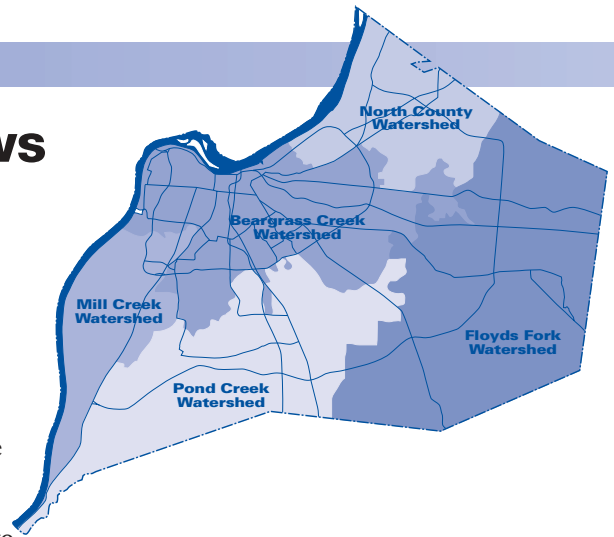 ws
North County
Watershed
Beargrass Creek
Watershed
Mill Creek
Watershed
Floyds Fork
Watershed
Pond Creek
Watershed
e